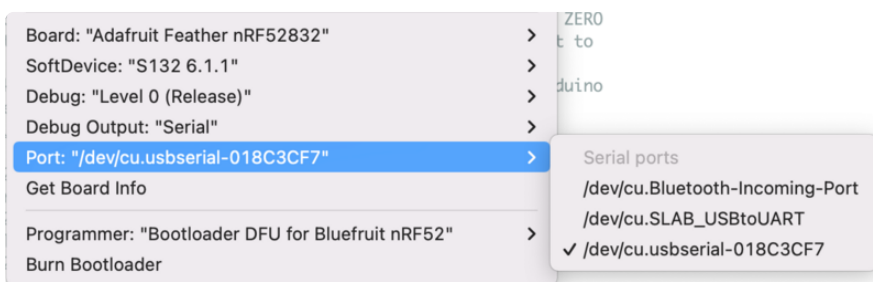 ZERO
Board: "Adafruit Feather nRF52832"
t to
SoftDevice: "S132 6.1.1"
Debug: "Level 0 (Release)"
duino
Debug Output: "Serial"
Port: "/dev/cu.usbserial-018C3CF7"
Get Board Info
Programmer: "Bootloader DFU for Bluefruit nRF52"
Burn Bootloader
Serial ports
/dev/cu.Bluetooth-Incoming-Port
/dev/cu.SLAB_USBtoUART
✓ /dev/cu.usbserial-018C3CF7